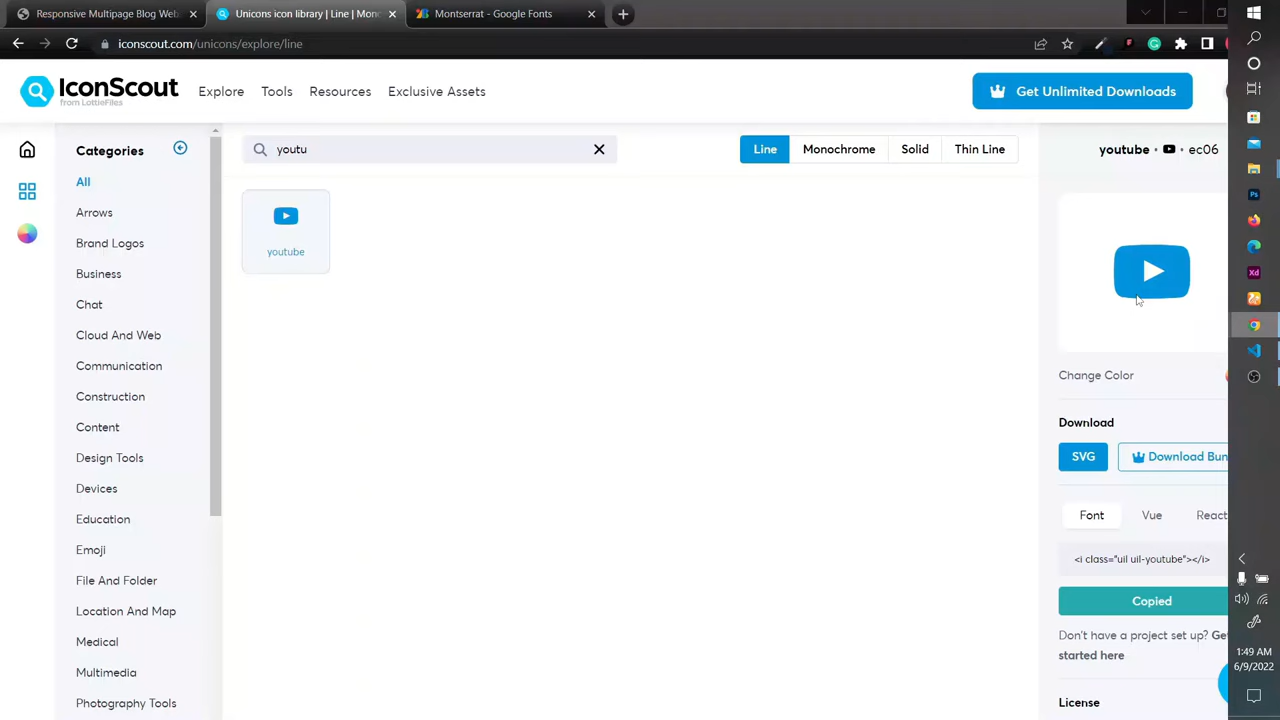 Responsive Multipage Blog Web
Unicons icon library | Line | Mon
Montserrat - Google Fonts
iconscout.com/unicons/explore/line
IconScout
from LottieFiles
Explore
Tools
Resources
Exclusive Assets
Get Unlimited Downloads
Categories
youtu
Line
Monochrome
Solid
Thin Line
youtube • • ec06
All
Arrows
Brand Logos
Business
Chat
Cloud And Web
Communication
Construction
Content
Design Tools
Devices
Education
Emoji
File And Folder
Location And Map
Medical
Multimedia
Photography Tools
youtube
Change Color
Download
SVG
Download Bun
Font
Vue
React
<i class="uil uil-youtube"></i>
Copied
Don't have a project set up? Ge
started here
License
Ps
Xd
1:49 AM
6/9/2022